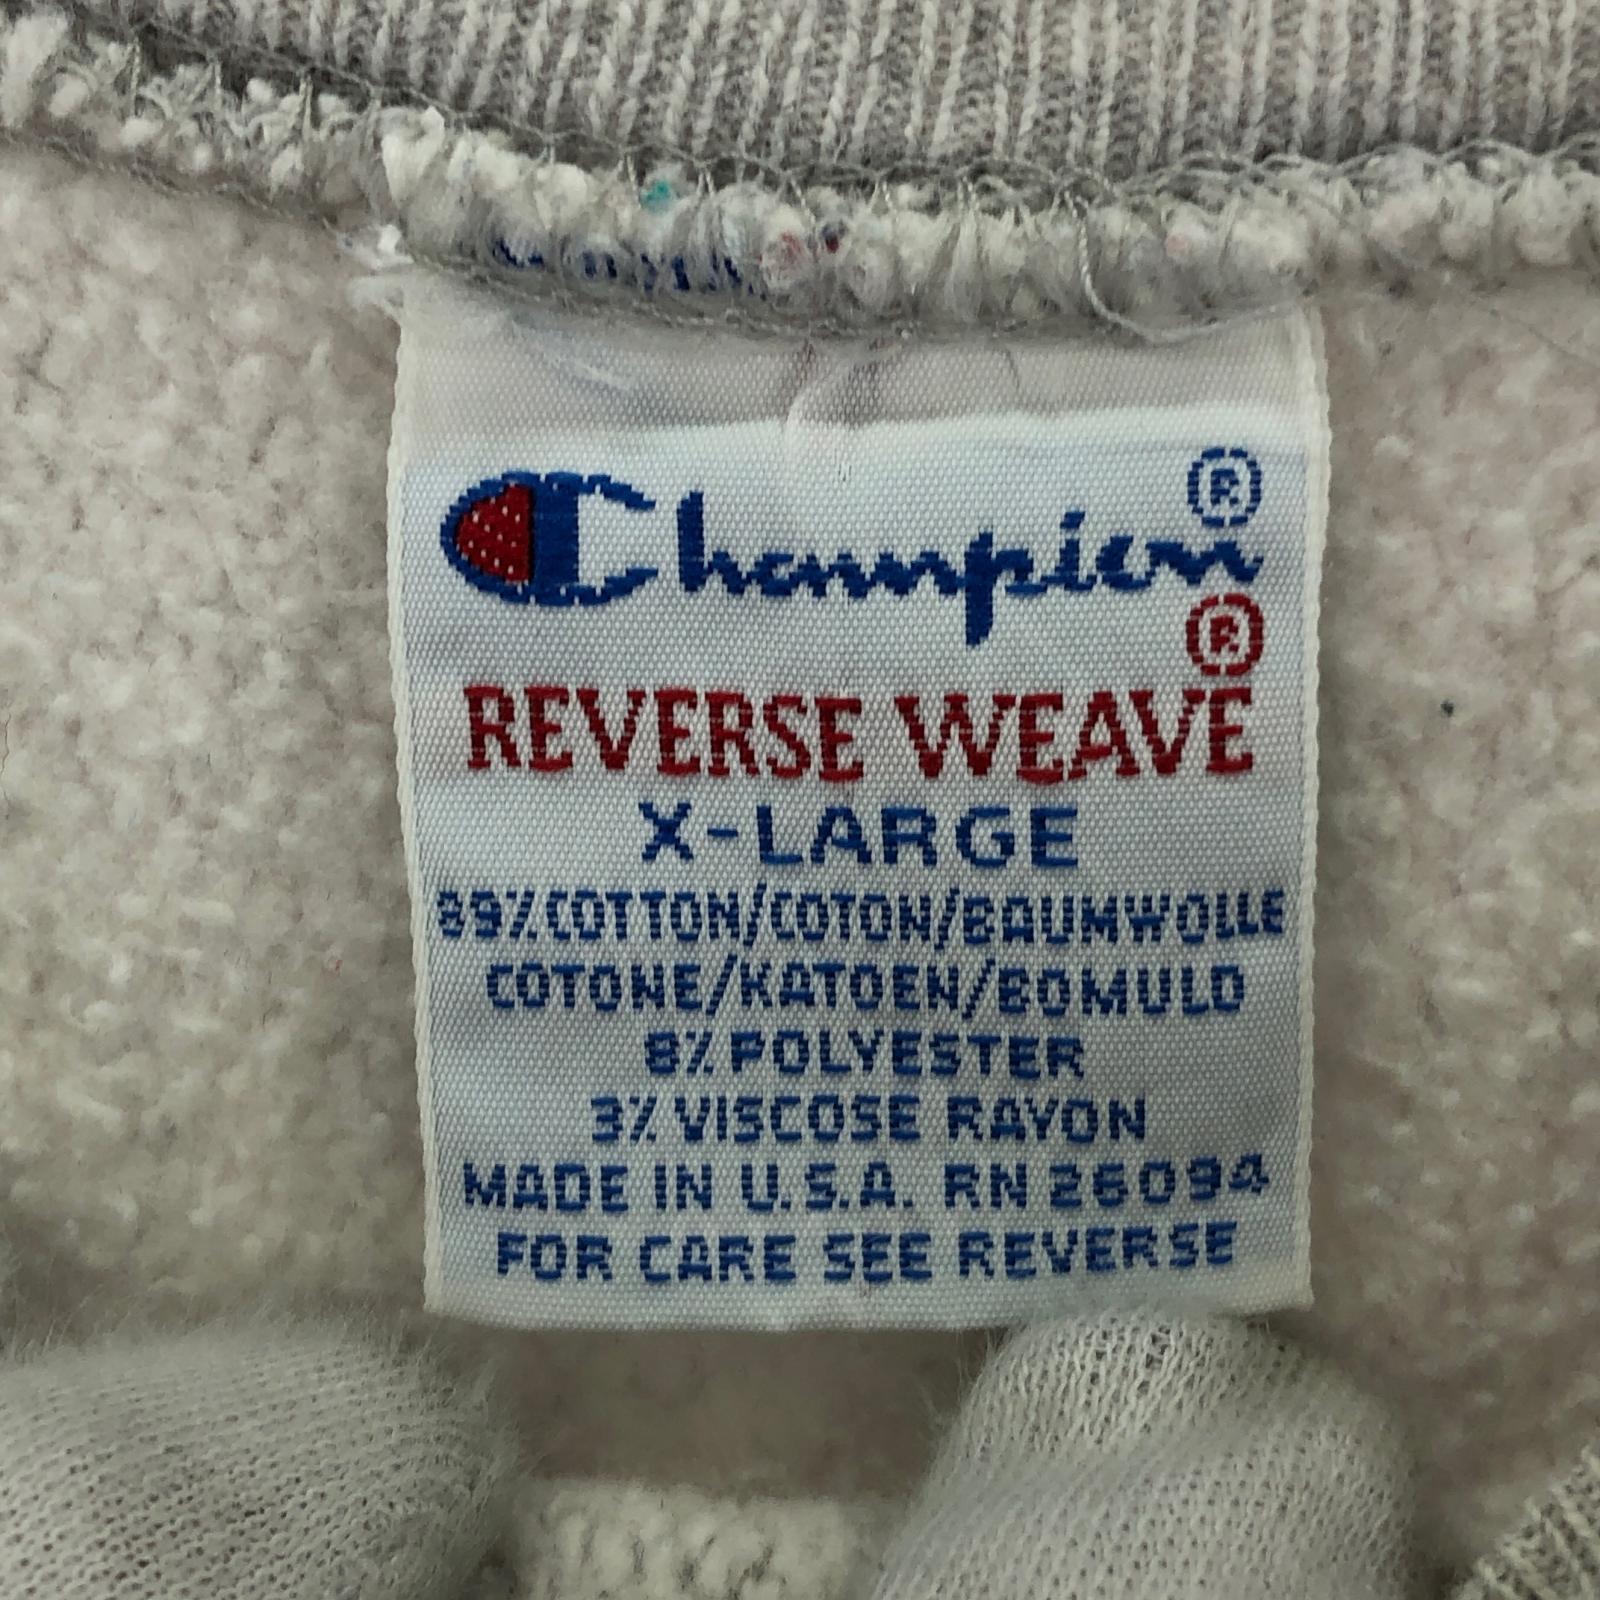 Champion®
®
REVERSE WEAVE
X-LARGE
89% COTTON/COTON/BAUMWOLLE
COTONE/KATOEN/BOMULD
8% POLYESTER
3% VISCOSE RAYON
MADE IN U.S.A. RN 26094
FOR CARE SEE REVERSE